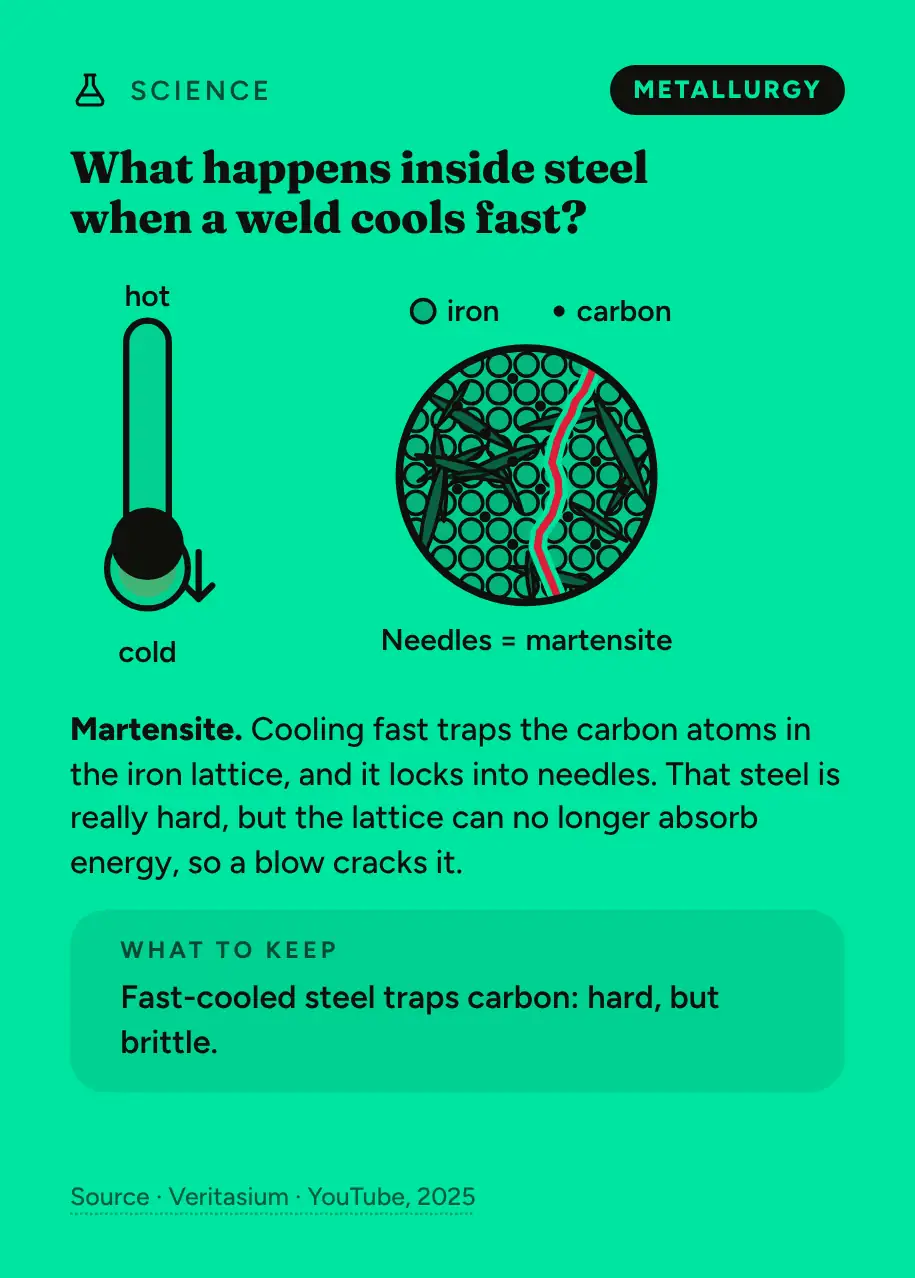 SCIENCE
METALLURGY
What happens inside steel
when a weld cools fast?
hot
iron
carbon
cold
Needles = martensite
Martensite. Cooling fast traps the carbon atoms in
the iron lattice, and it locks into needles. That steel is
really hard, but the lattice can no longer absorb
energy, so a blow cracks it.
WHAT TO KEEP
Fast-cooled steel traps carbon: hard, but
brittle.
Source · Veritasium · YouTube, 2025